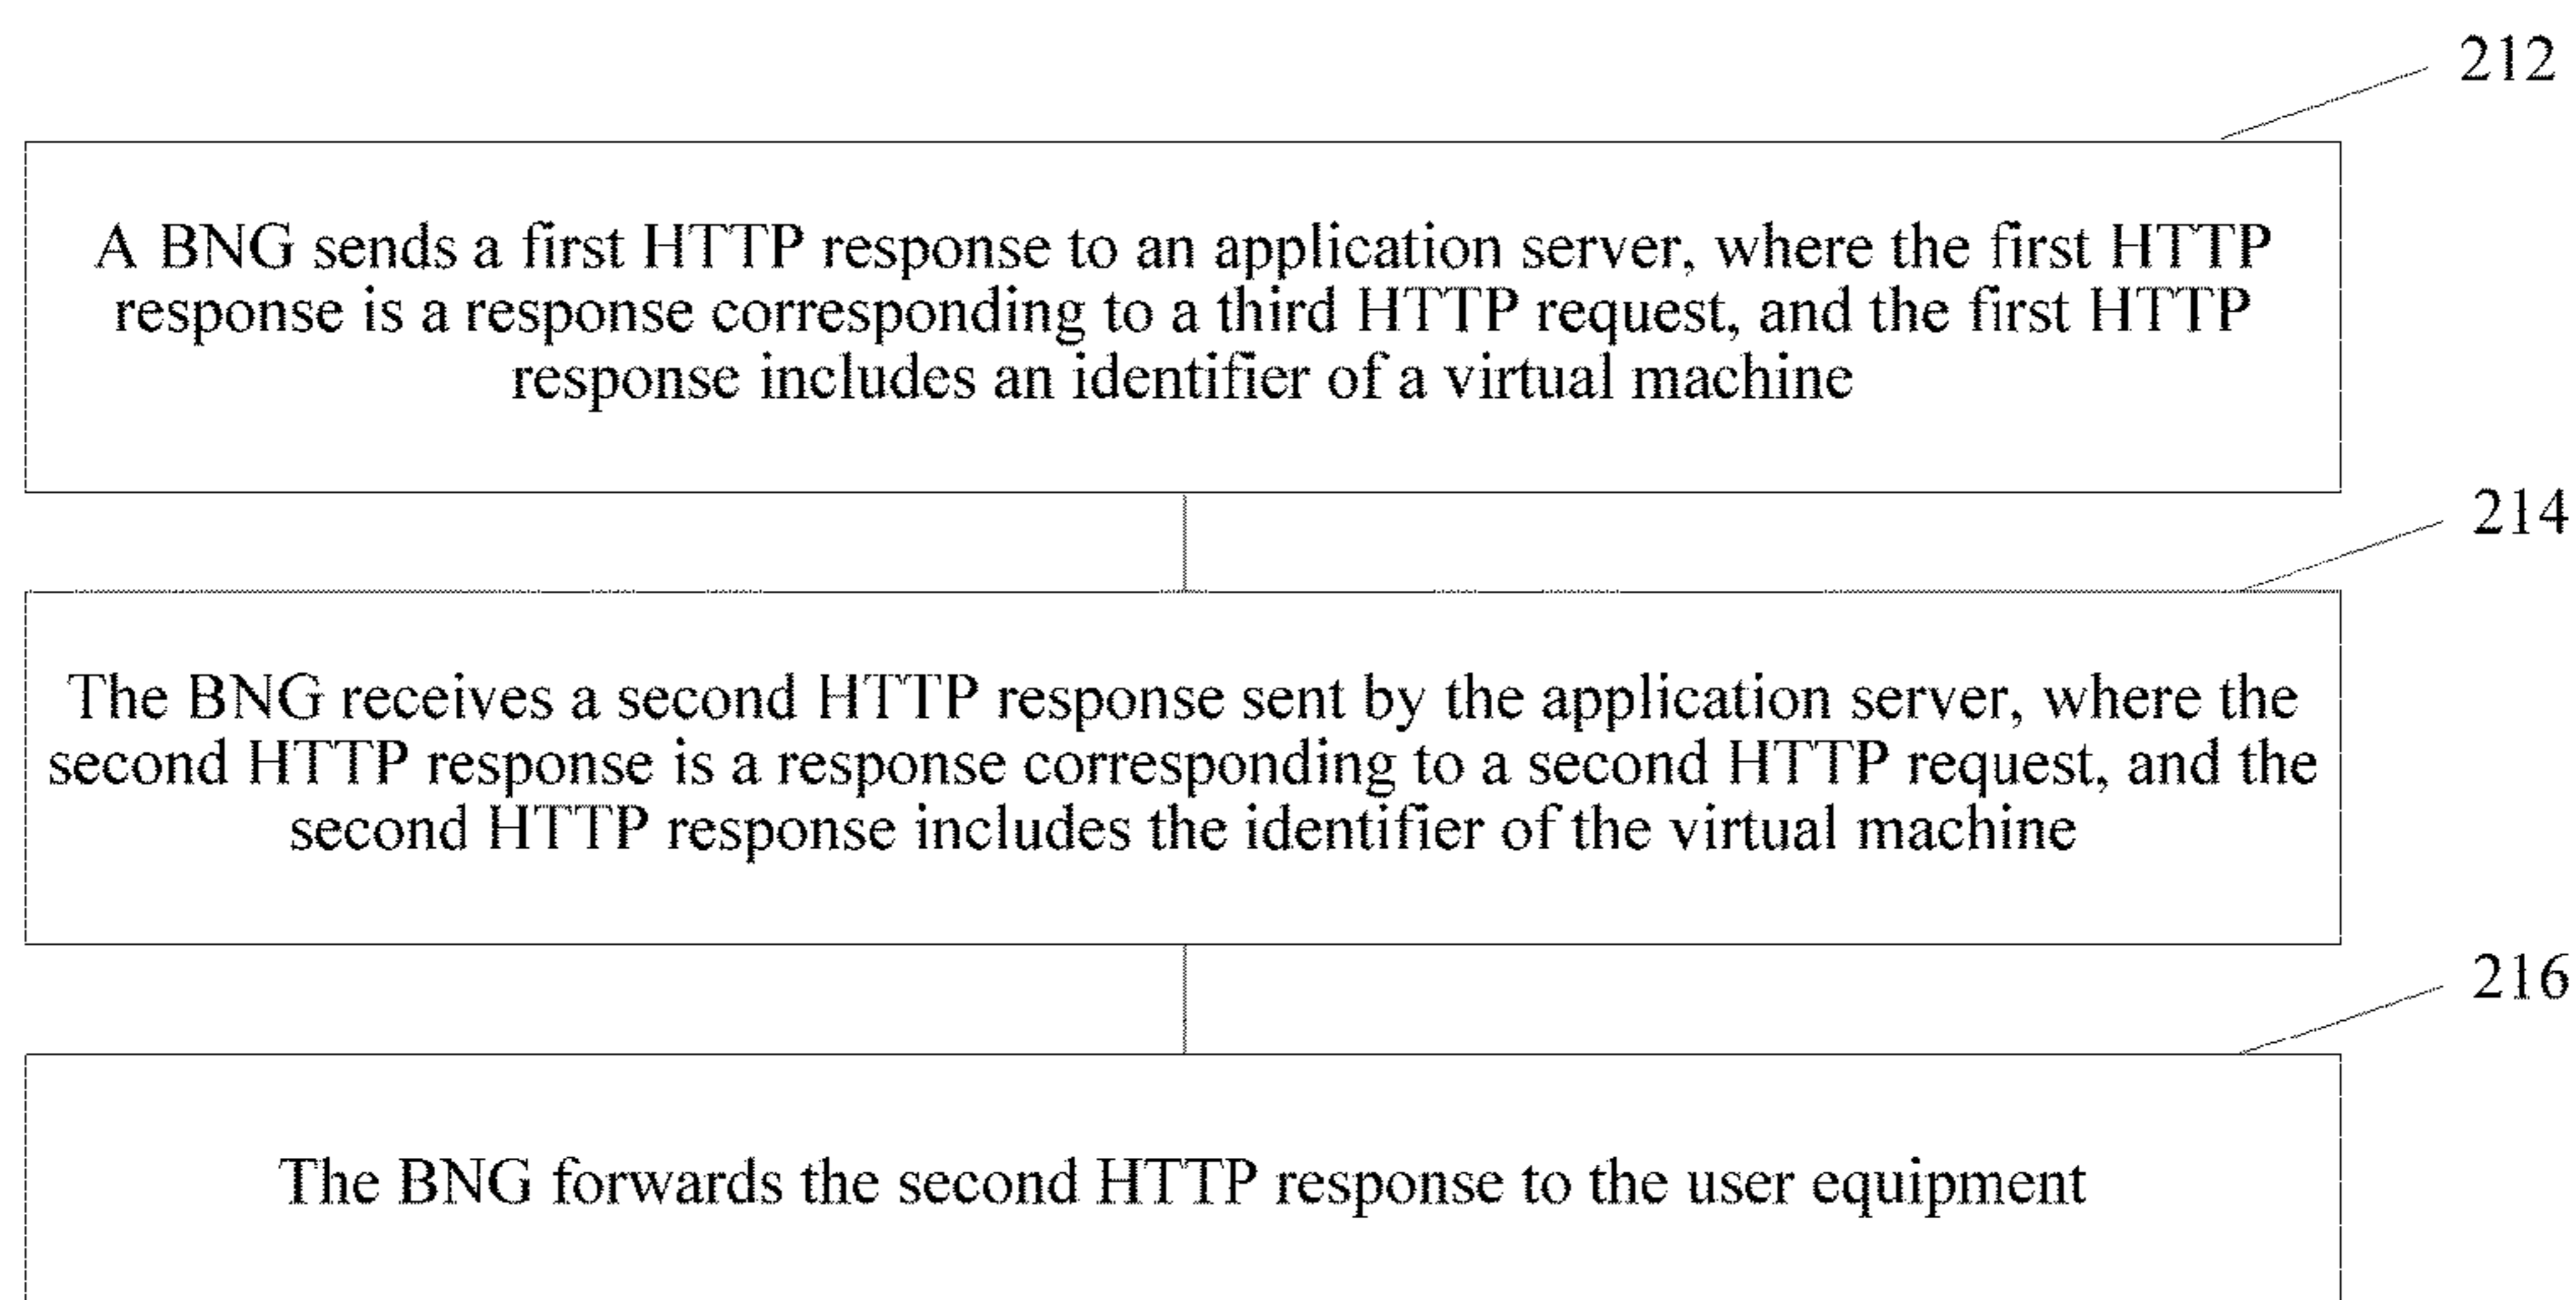 212
A BNG sends a first HTTP response to an application server, where the first HTTP
response is a response corresponding to a third HTTP request, and the first HTTP
response includes an identifier of a virtual machine
214
The BNG receives a second HTTP response sent by the application server, where the
second HTTP response is a response corresponding to a second HTTP request, and the
second HTTP response includes the identifier of the virtual machine
216
The BNG forwards the second HTTP response to the user equipment